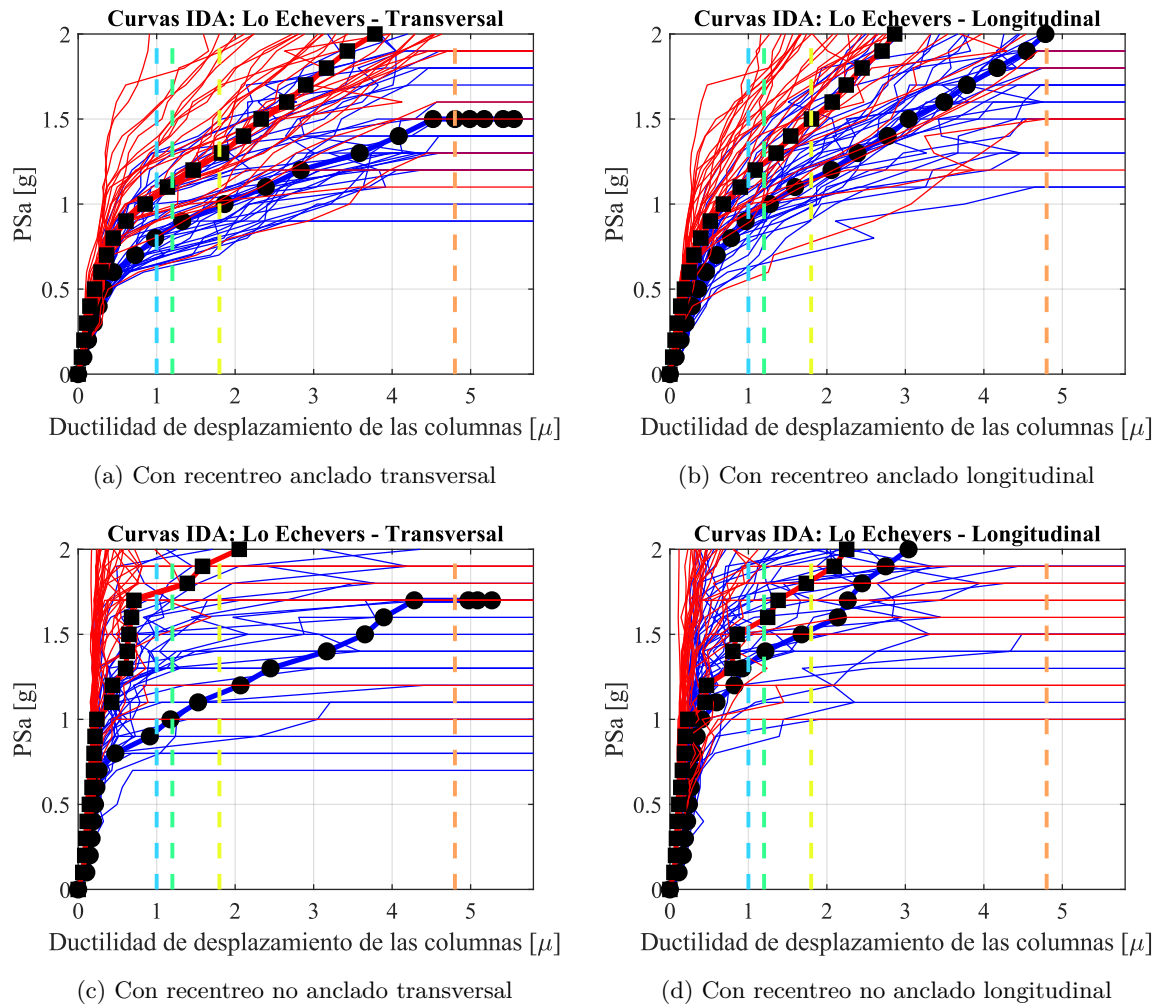 Curvas IDA: Lo Echevers - Transversal
2
1.5
1
0.5
0
PSa [g]
0 1 2 3 4 5
Ductilidad de desplazamiento de las columnas [μ]
(a) Con recentreo anclado transversal
Curvas IDA: Lo Echevers - Longitudinal
2
1.5
1
0.5
0
PSa [g]
0 1 2 3 4 5
Ductilidad de desplazamiento de las columnas [μ]
(b) Con recentreo anclado longitudinal
Curvas IDA: Lo Echevers - Transversal
2
1.5
1
0.5
0
PSa [g]
0 1 2 3 4 5
Ductilidad de desplazamiento de las columnas [μ]
(c) Con recentreo no anclado transversal
Curvas IDA: Lo Echevers - Longitudinal
2
1.5
1
0.5
0
PSa [g]
0 1 2 3 4 5
Ductilidad de desplazamiento de las columnas [μ]
(d) Con recentreo no anclado longitudinal